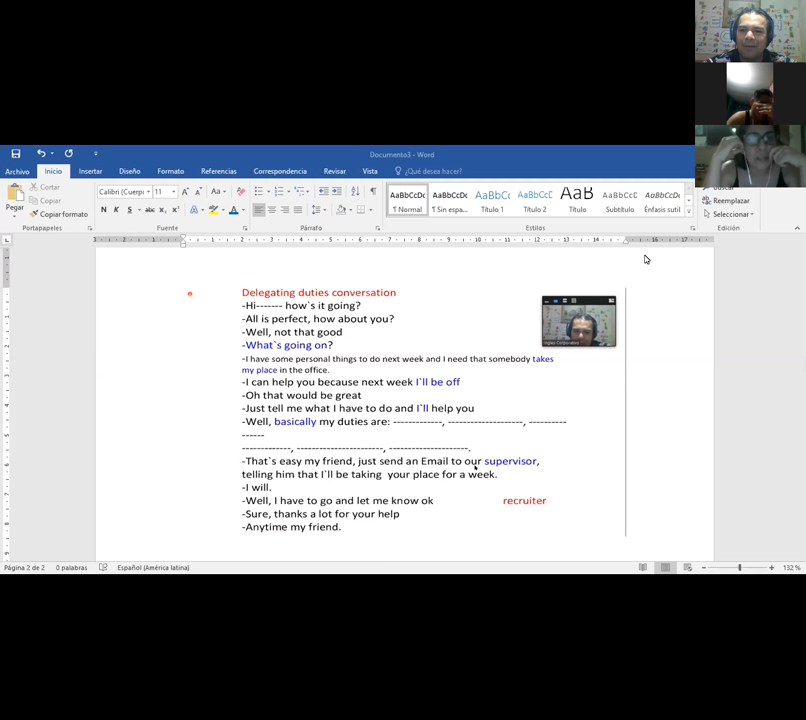 Documento3 - Word
Archivo Inicio Insertar Diseño Formato Referencias Correspondencia Revisar Vista ¿Qué desea hacer?
Pegar
Cortar
Copiar
Copiar formato
Portapapeles
Calibri (Cuerp 11
N K S abc x₂ x²
Fuente
Párrafo
AaBbCcDc AaBbCcDc AaBbCc AaBbCcC AaB AaBbCcC AaBbCcDc
¶ Normal ¶ Sin espa... Título 1 Título 2 Título Subtítulo Énfasis sutil
Estilos
Reemplazar
Seleccionar
Edición
Delegating duties conversation
-Hi------- how`s it going?
-All is perfect, how about you?
-Well, not that good
-What`s going on?
-I have some personal things to do next week and I need that somebody takes
my place in the office.
-I can help you because next week I`ll be off
-Oh that would be great
-Just tell me what I have to do and I`ll help you
-Well, basically my duties are: -------------, --------------------, ----------
------
-------------, -----------------------, --------------------.
-That`s easy my friend, just send an Email to our supervisor,
telling him that I`ll be taking your place for a week.
-I will.
-Well, I have to go and let me know ok recruiter
-Sure, thanks a lot for your help
-Anytime my friend.
Página 2 de 2 0 palabras Español (América latina) 132 %